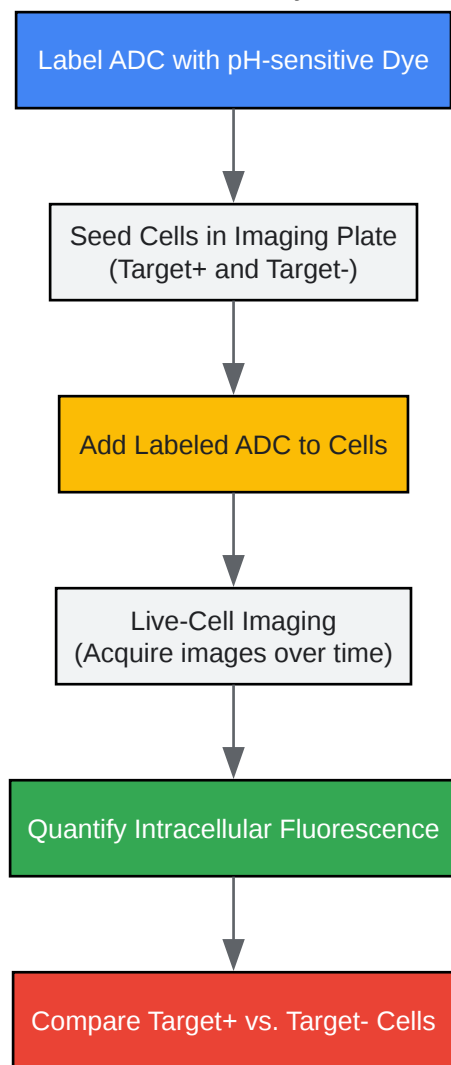 Label ADC with pH-sensitive Dye
Seed Cells in Imaging Plate
(Target+ and Target-)
Add Labeled ADC to Cells
Live-Cell Imaging
(Acquire images over time)
Quantify Intracellular Fluorescence
Compare Target+ vs. Target- Cells